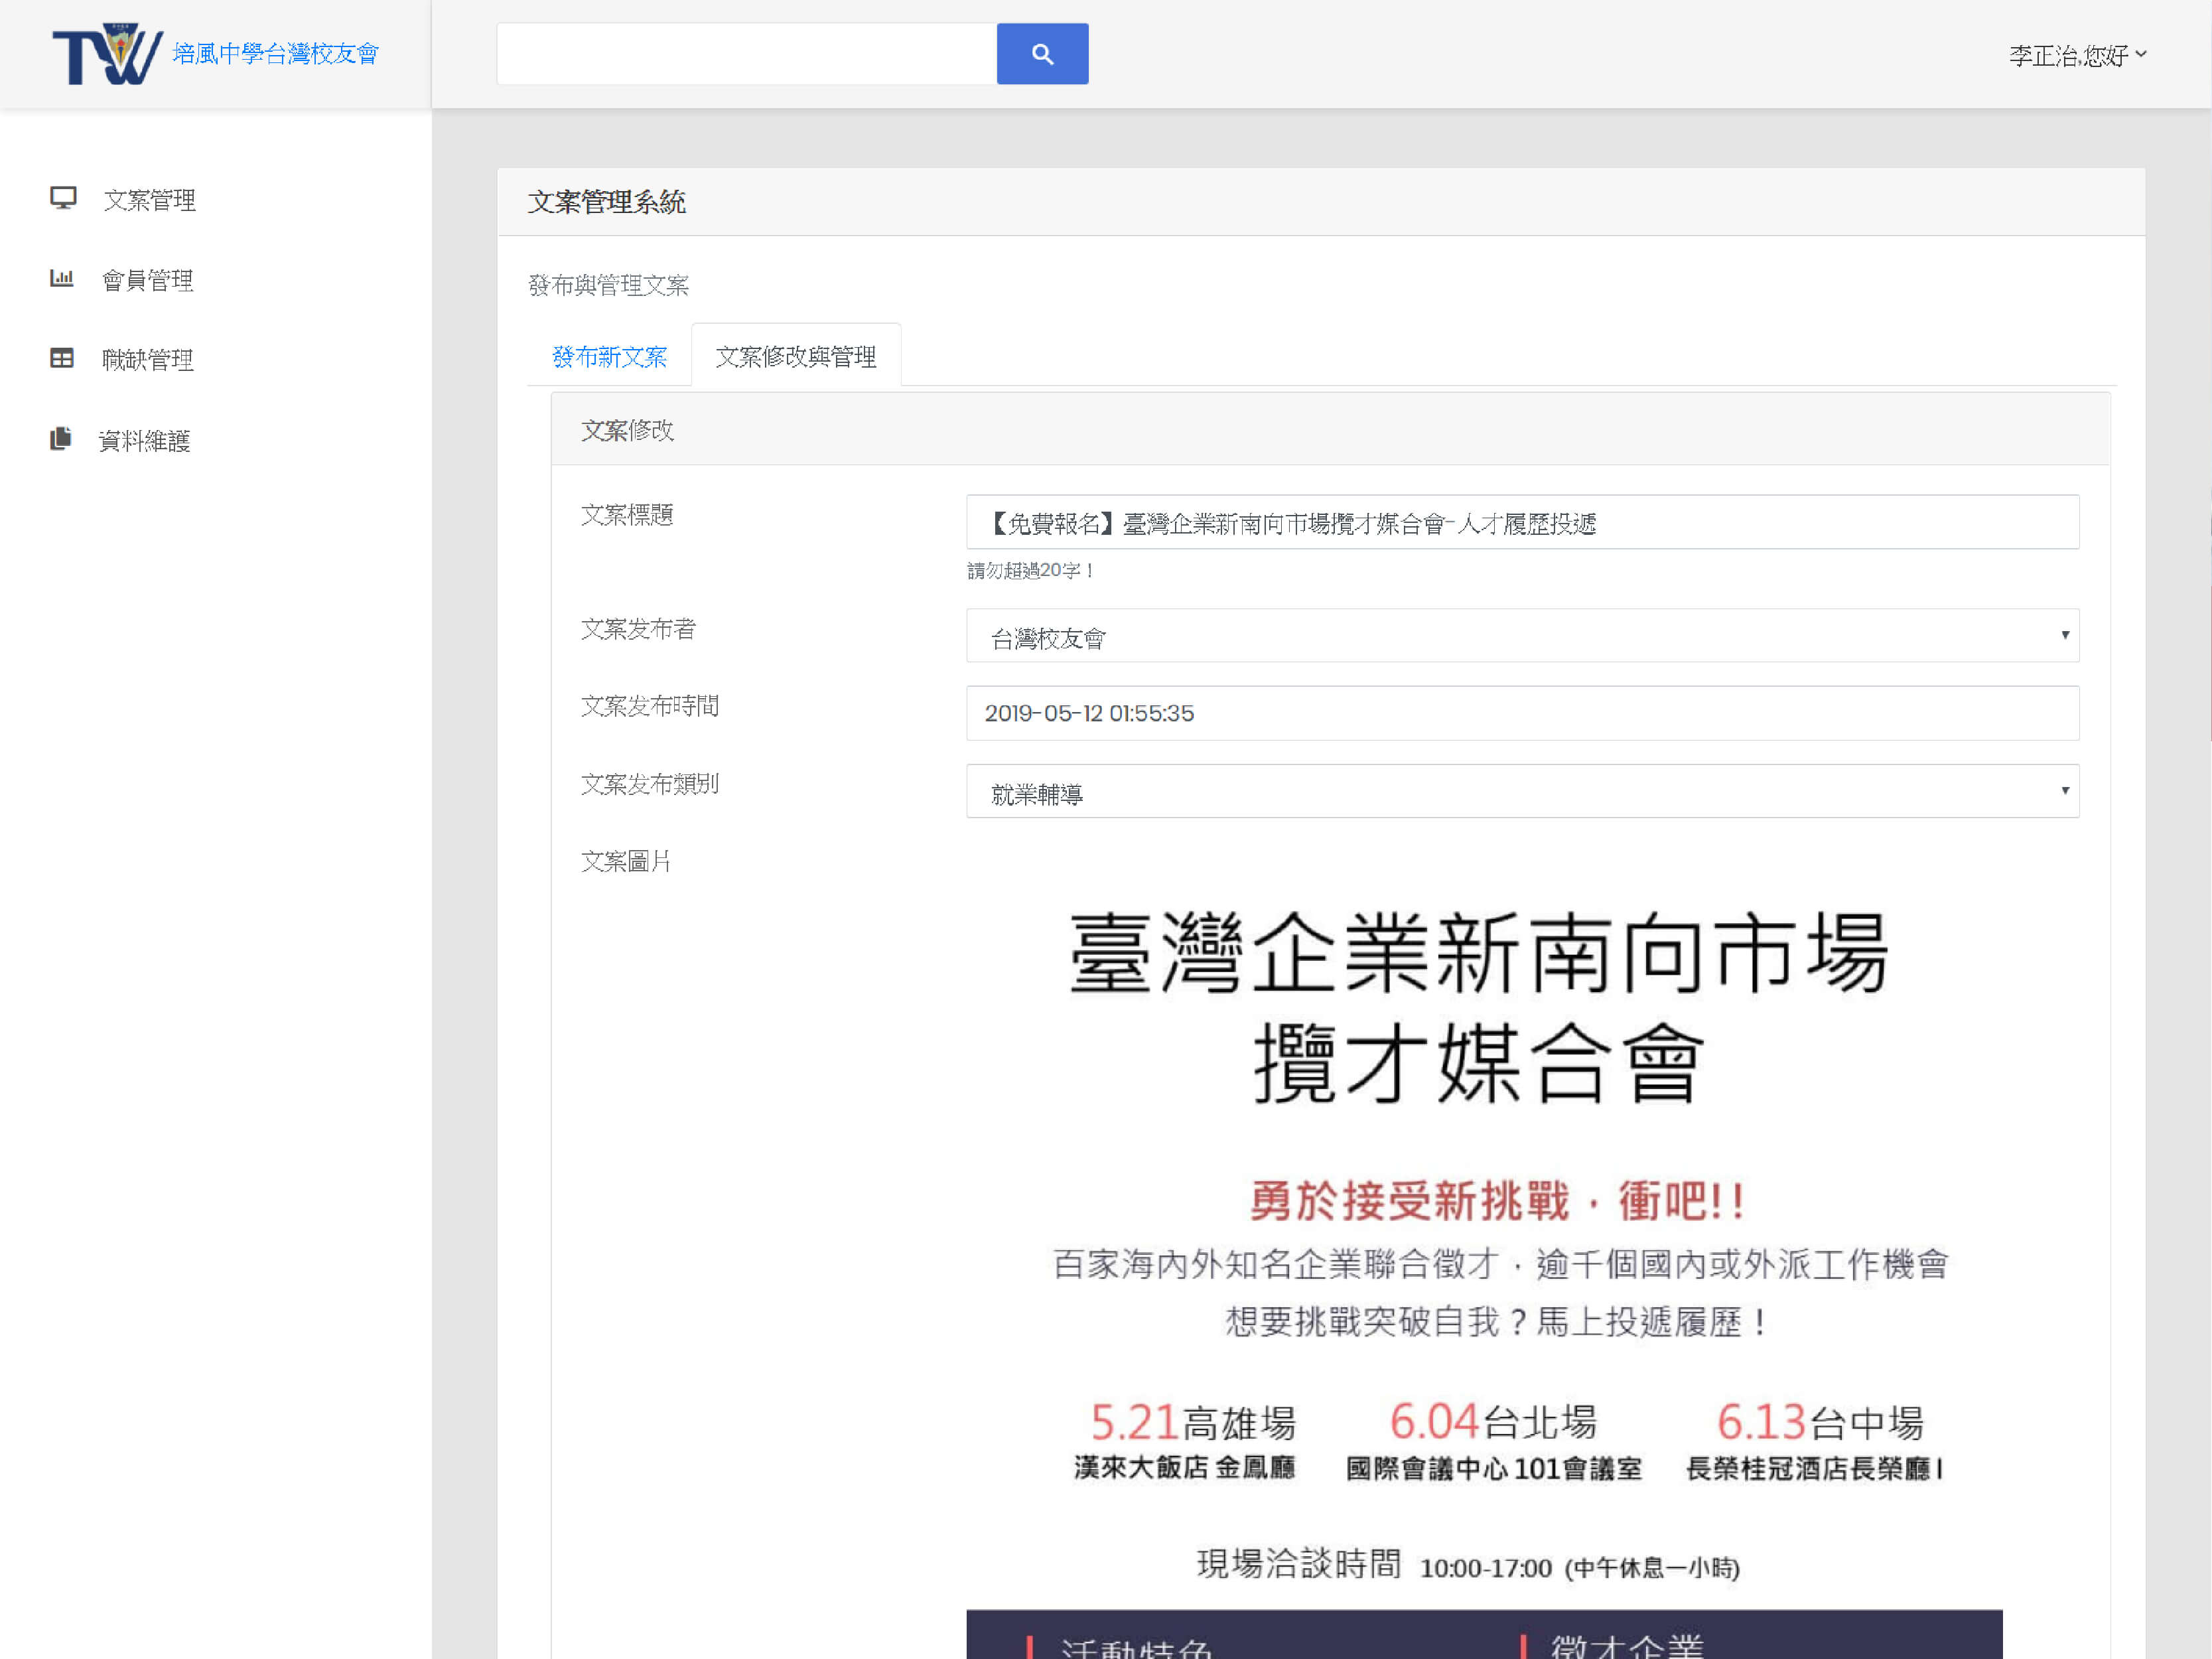 TW 培風中學台灣校友會
李正治,您好
文案管理
會員管理
職缺管理
資料維護
文案管理系統
發布與管理文案
發布新文案 文案修改與管理
文案修改
文案標題
【免費報名】臺灣企業新南向市場攬才媒合會-人才履歷投遞
請勿超過20字！
文案发布者
台灣校友會
文案发布時間
2019-05-12 01:55:35
文案发布類別
就業輔導
文案圖片
臺灣企業新南向市場
攬才媒合會
勇於接受新挑戰，衝吧!!
百家海內外知名企業聯合徵才，逾千個國內或外派工作機會
想要挑戰突破自我？馬上投遞履歷！
5.21高雄場 6.04台北場 6.13台中場
漢來大飯店 金鳳廳 國際會議中心 101會議室 長榮桂冠酒店長榮廳 I
現場洽談時間 10:00-17:00 (中午休息一小時)
活動特色 徵才企業